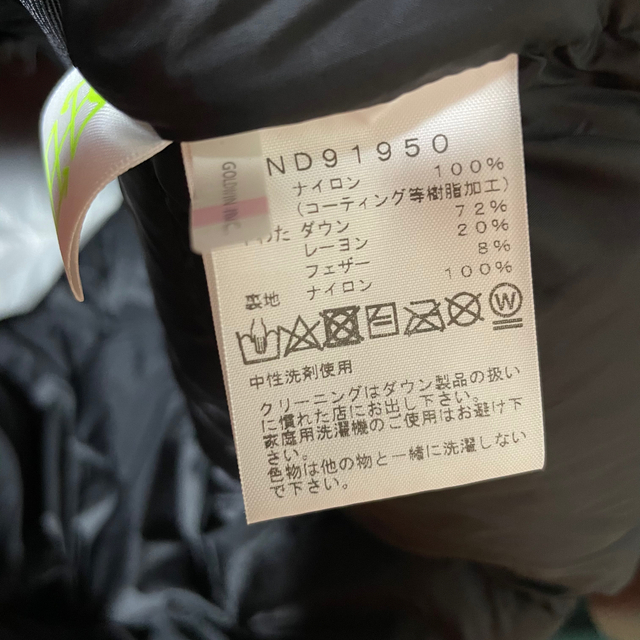 GOLDWIN INC.
ND91950
ナイロン 100%
(コーティング等樹脂加工)
ダウン 72%
レーヨン 20%
フェザー 8%
裏地 ナイロン 100%
中性洗剤使用
クリーニングはダウン製品の扱い
に慣れた店にお出し下さい。
家庭用洗濯機のご使用はお避け下
さい。
色物は他の物と一緒に洗濯しない
で下さい。